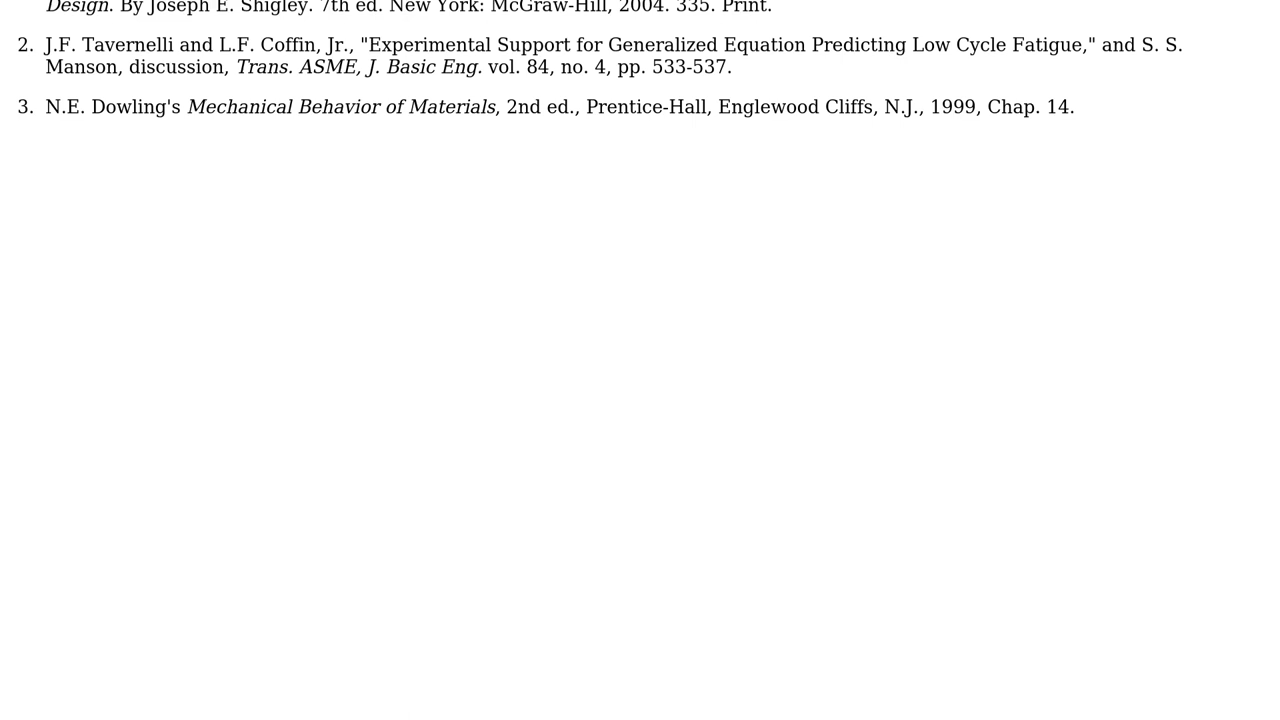 Design. By Joseph E. Shigley. 7th ed. New York: McGraw-Hill, 2004. 335. Print.
2. J.F. Tavernelli and L.F. Coffin, Jr., "Experimental Support for Generalized Equation Predicting Low Cycle Fatigue," and S. S.
Manson, discussion, Trans. ASME, J. Basic Eng. vol. 84, no. 4, pp. 533-537.
3. N.E. Dowling's Mechanical Behavior of Materials, 2nd ed., Prentice-Hall, Englewood Cliffs, N.J., 1999, Chap. 14.